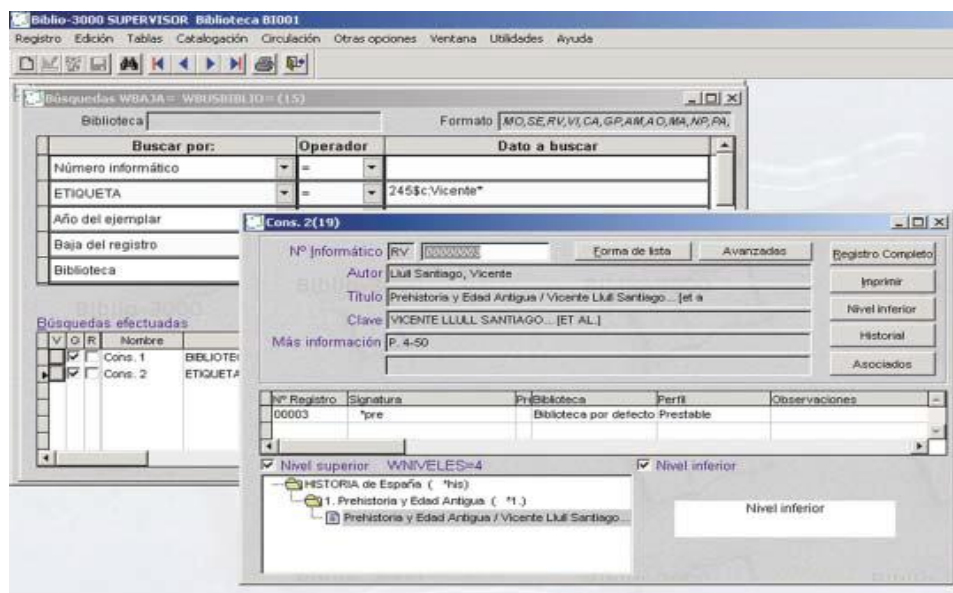 Biblio-3000 SUPERVISOR Biblioteca BI001
Registro Edición Tablas Catalogación Circulación Otras opciones Ventana Utilidades Ayuda
Búsquedas WBAJA= WBUSBIBLIO= (15)
Biblioteca
Formato MO,SE,RV,VI,CA,GP,AM,AO,MA,NP,PA,
Buscar por: Operador Dato a buscar
Número informático =
ETIQUETA = 245$c:Vicente*
Año del ejemplar
Baja del registro
Biblioteca
Búsquedas efectuadas
V O R Nombre
Cons. 1 BIBLIOTE
Cons. 2 ETIQUETA
Cons. 2(19)
Nº Informático RV
Forma de lista
Avanzadas
Registro Completo
Autor Llull Santiago, Vicente
Imprimir
Título Prehistoria y Edad Antigua / Vicente Llull Santiago... [et a
Nivel inferior
Clave VICENTE LLULL SANTIAGO... [ET AL.]
Historial
Más información P. 4-50
Asociados
Nº Registro Signatura Pré Biblioteca Perfil Observaciones
00003 *pre Biblioteca por defecto Prestable
Nivel superior WNIVELES=4
Nivel inferior
HISTORIA de España ( *his)
1. Prehistoria y Edad Antigua ( *1.)
Prehistoria y Edad Antigua / Vicente Llull Santiago...
Nivel inferior